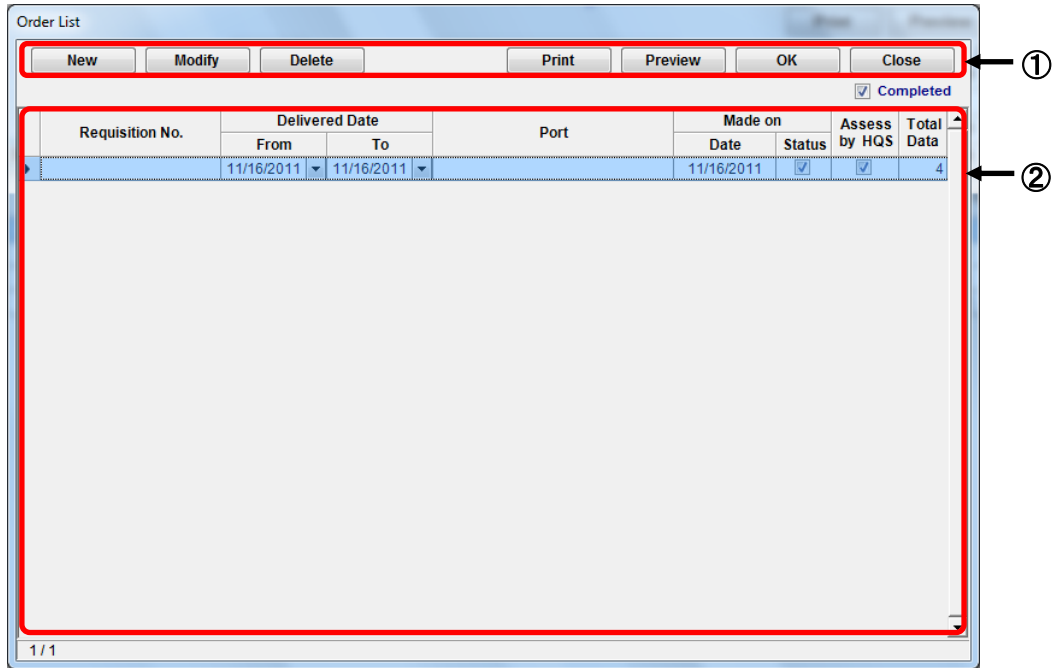 Order List
Print Preview
New Modify Delete Print Preview OK Close
①
Completed
Requisition No. Delivered Date Port Made on Assess by HQS Total Data
From To Date Status
11/16/2011 11/16/2011 11/16/2011 4
②
1 / 1